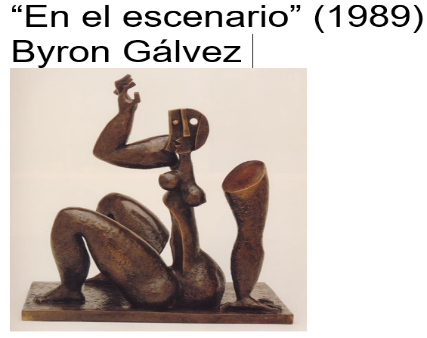 “En el escenario” (1989)
Byron Gálvez